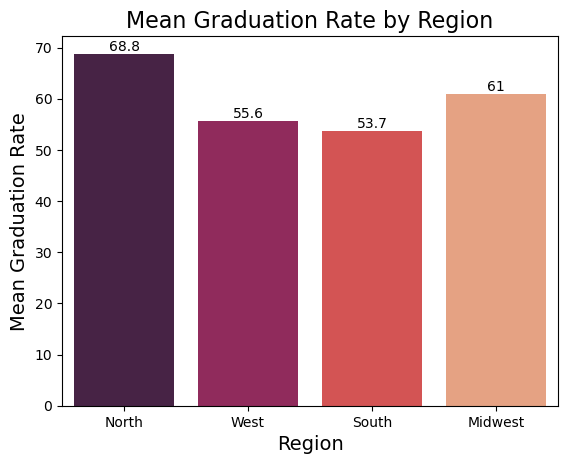 Mean Graduation Rate by Region
Mean Graduation Rate
70
60
50
40
30
20
10
0
68.8
55.6
53.7
61
North
West
South
Midwest
Region